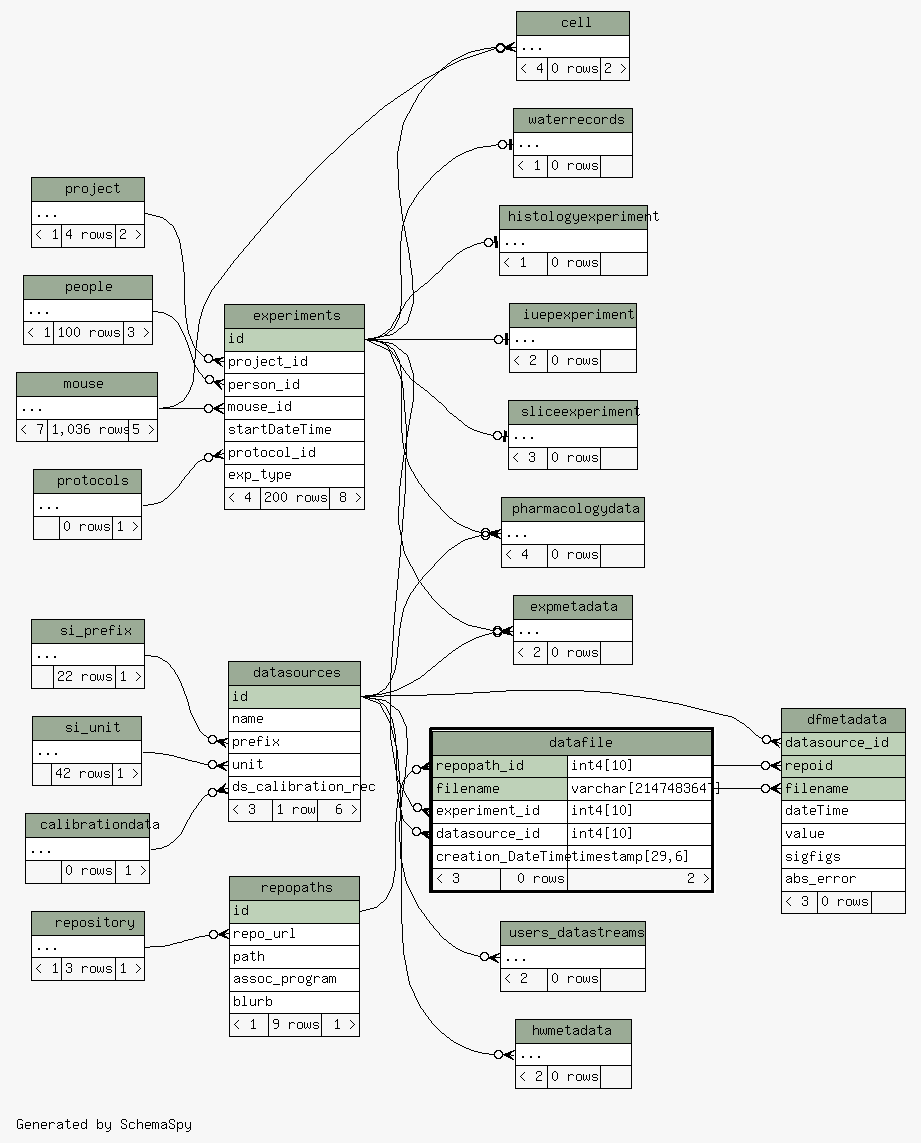 cell
...
< 4 0 rows 2 >
waterrecords
...
< 1 0 rows
histologyexperiment
...
< 1 0 rows
iuepexperiment
...
< 2 0 rows
sliceexperiment
...
< 3 0 rows
pharmacologydata
...
< 4 0 rows
expmetadata
...
< 2 0 rows
project
...
< 1 4 rows 2 >
people
...
< 1 100 rows 3 >
mouse
...
< 7 1,036 rows 5 >
protocols
...
0 rows 1 >
experiments
id
project_id
person_id
mouse_id
startDateTime
protocol_id
exp_type
< 4 200 rows 8 >
si_prefix
...
22 rows 1 >
si_unit
...
42 rows 1 >
calibrationdata
...
0 rows 1 >
repository
...
< 1 3 rows 1 >
datasources
id
name
prefix
unit
ds_calibration_rec
< 3 1 row 6 >
repopaths
id
repo_url
path
assoc_program
blurb
< 1 9 rows 1 >
datafile
repopath_id int4[10]
filename varchar[2147483647]
experiment_id int4[10]
datasource_id int4[10]
creation_DateTime timestamp[29,6]
< 3 0 rows 2 >
dfmetadata
datasource_id
repoid
filename
dateTime
value
sigfigs
abs_error
< 3 0 rows
users_datastreams
...
< 2 0 rows
hwmetadata
...
< 2 0 rows
Generated by SchemaSpy